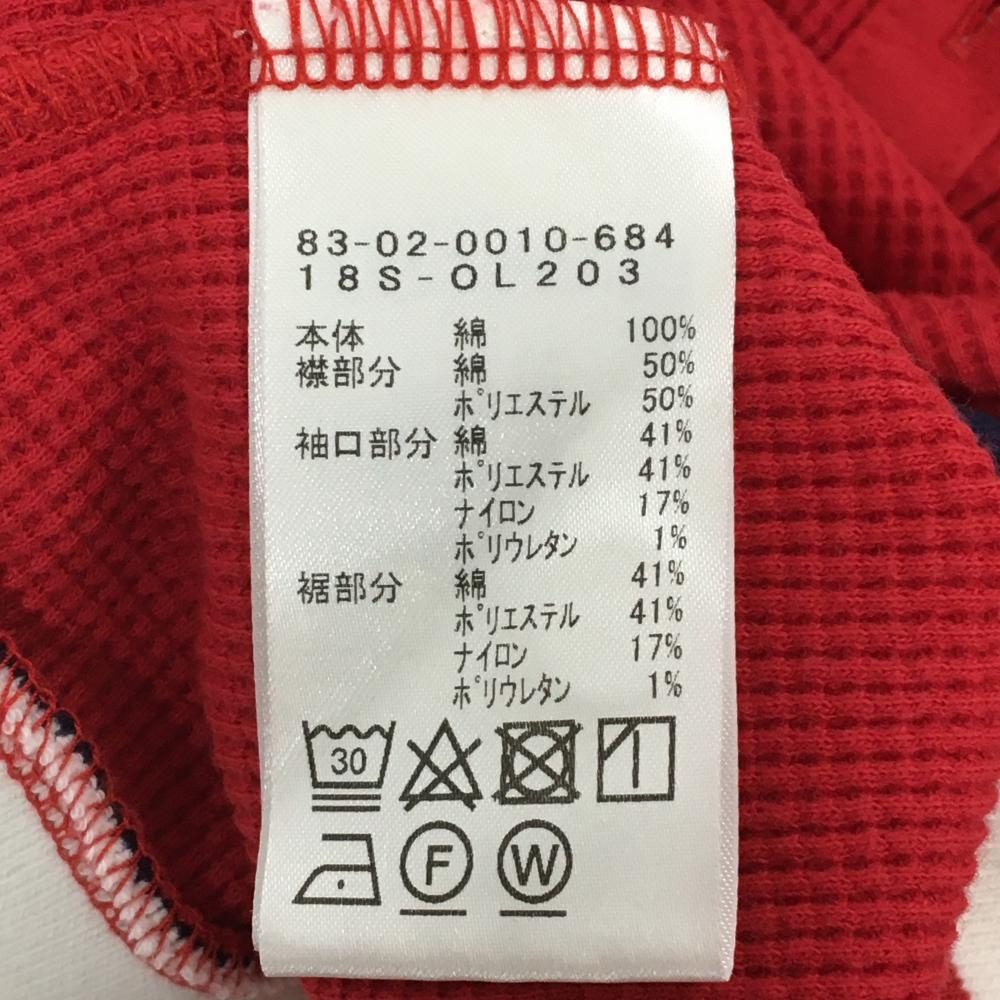 83-02-0010-684
18S-OL203
本体 綿 100%
襟部分 綿 50%
ポリエステル 50%
袖口部分 綿 41%
ポリエステル 41%
ナイロン 17%
ポリウレタン 1%
裾部分 綿 41%
ポリエステル 41%
ナイロン 17%
ポリウレタン 1%
30
F W